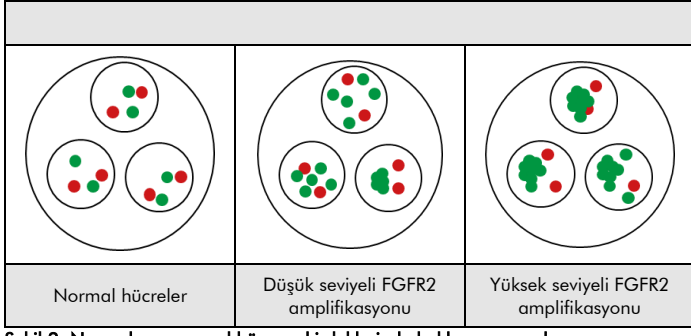 Normal hücreler
Düşük seviyeli FGFR2
amplifikasyonu
Yüksek seviyeli FGFR2
amplifikasyonu